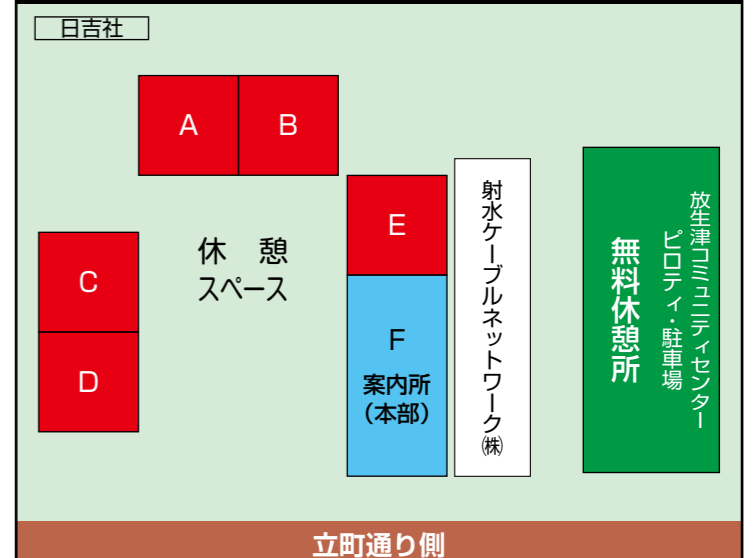 日吉社
A
B
C
D
休　憩
スペース
E
F
案内所
（本部）
射水ケーブルネットワーク㈱
放生津コミュニティセンター
ピロティ・駐車場
無料休憩所
立町通り側